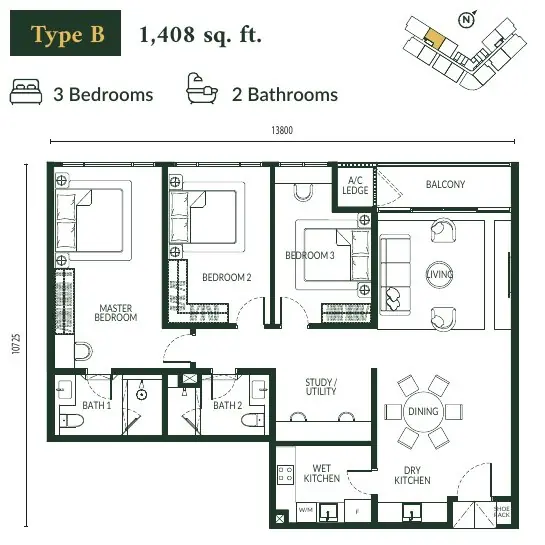 Type B
1,408 sq. ft.
N
3 Bedrooms
2 Bathrooms
13800
10725
A/C
LEDGE
BALCONY
BEDROOM 2
BEDROOM 3
LIVING
MASTER
BEDROOM
BATH 1
BATH 2
STUDY/
UTILITY
DINING
WET
KITCHEN
DRY
KITCHEN
W/M
F
SHOE
RACK